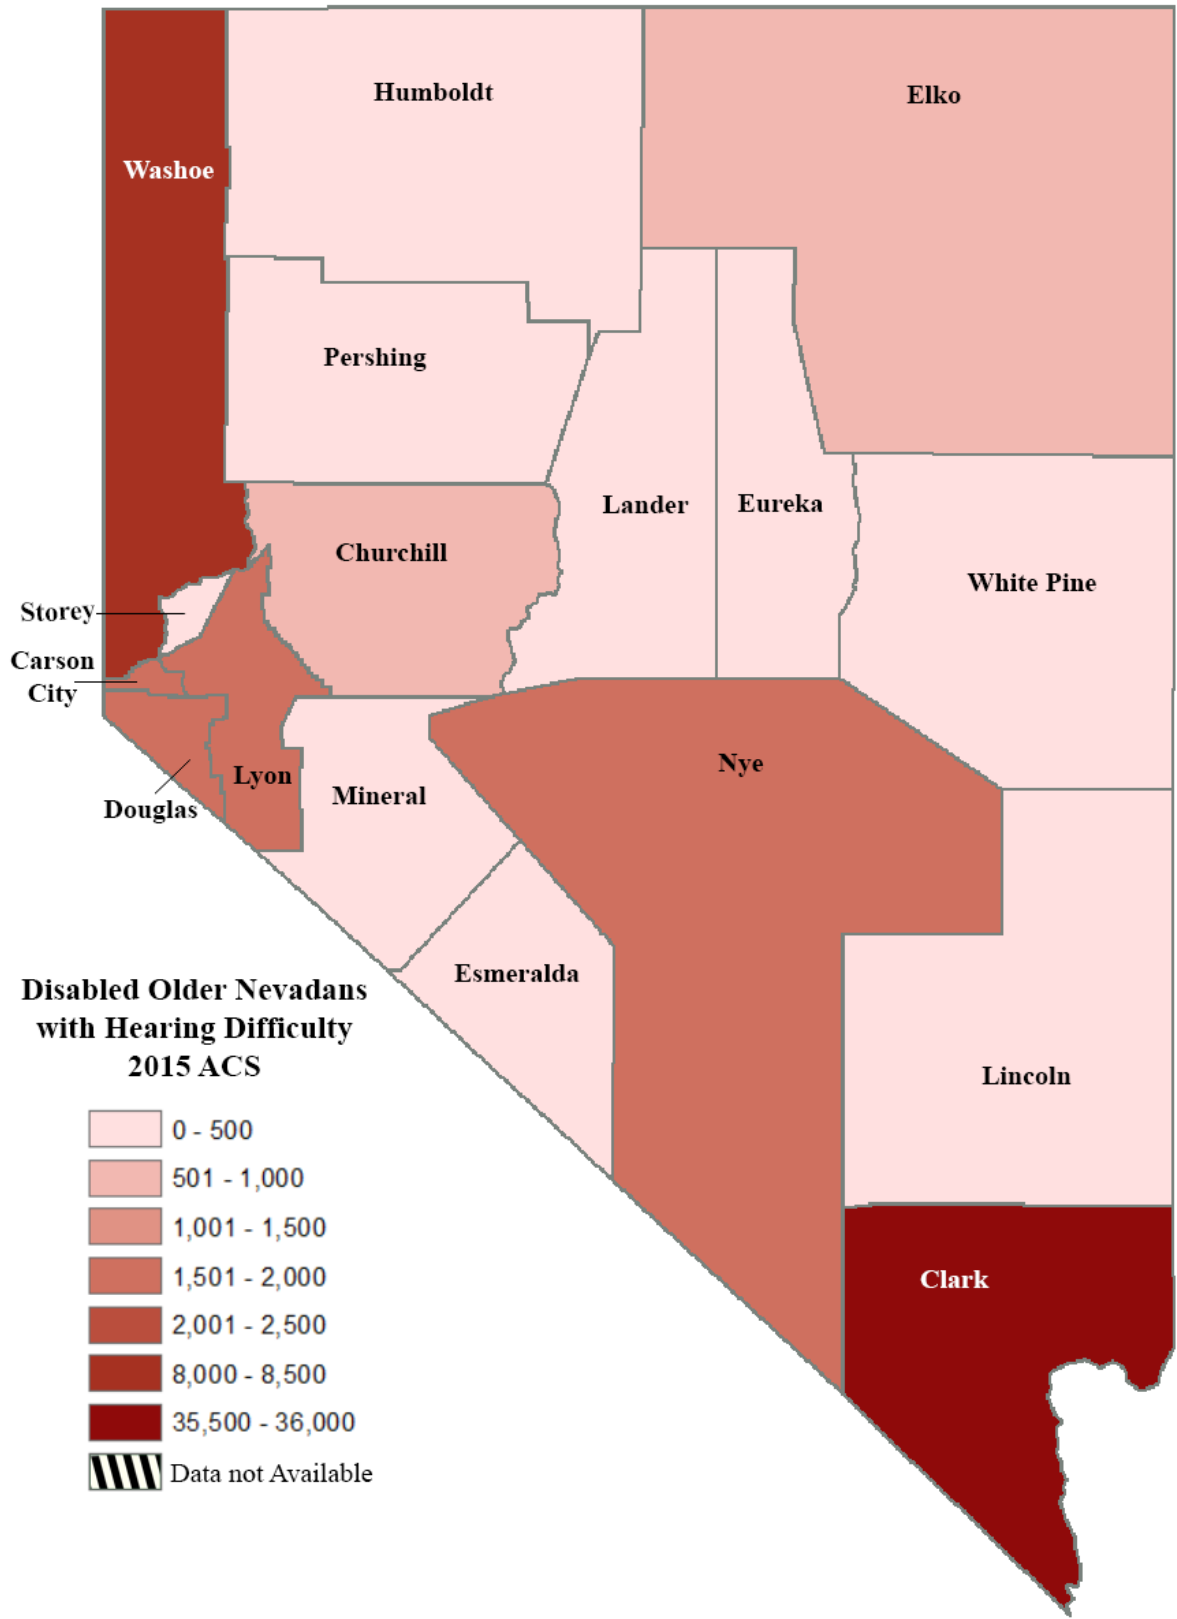 Humboldt
Elko
Washoe
Pershing
Lander
Eureka
Churchill
White Pine
Storey
Carson
City
Nye
Lyon
Mineral
Douglas
Esmeralda
Lincoln
Clark
Disabled Older Nevadans
with Hearing Difficulty
2015 ACS
0 - 500
501 - 1,000
1,001 - 1,500
1,501 - 2,000
2,001 - 2,500
8,000 - 8,500
35,500 - 36,000
Data not Available